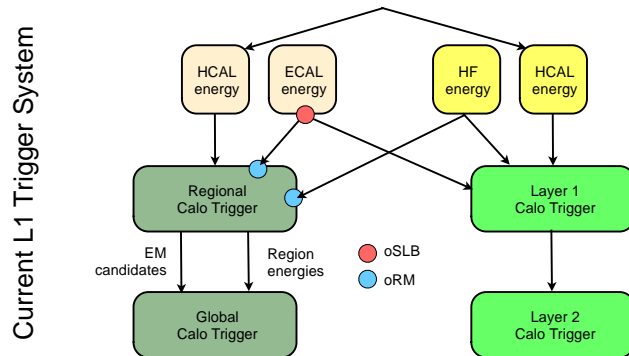 Current L1 Trigger System
HCAL
energy
ECAL
energy
HF
energy
HCAL
energy
Regional
Calo Trigger
Layer 1
Calo Trigger
EM
candidates
Region
energies
oSLB
oRM
Global
Calo Trigger
Layer 2
Calo Trigger